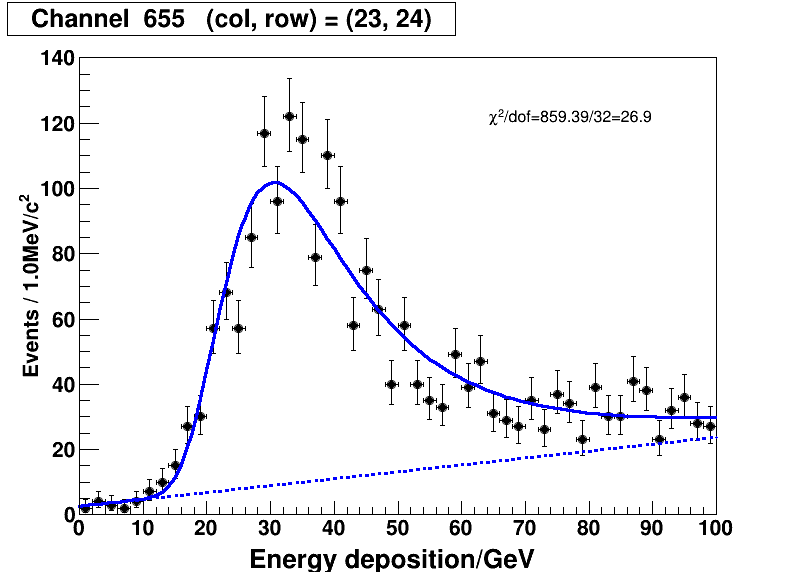 Channel 655 (col, row) = (23, 24)
χ²/dof=859.39/32=26.9
Events / 1.0MeV/c²
140
120
100
80
60
40
20
0
0 10 20 30 40 50 60 70 80 90 100
Energy deposition/GeV